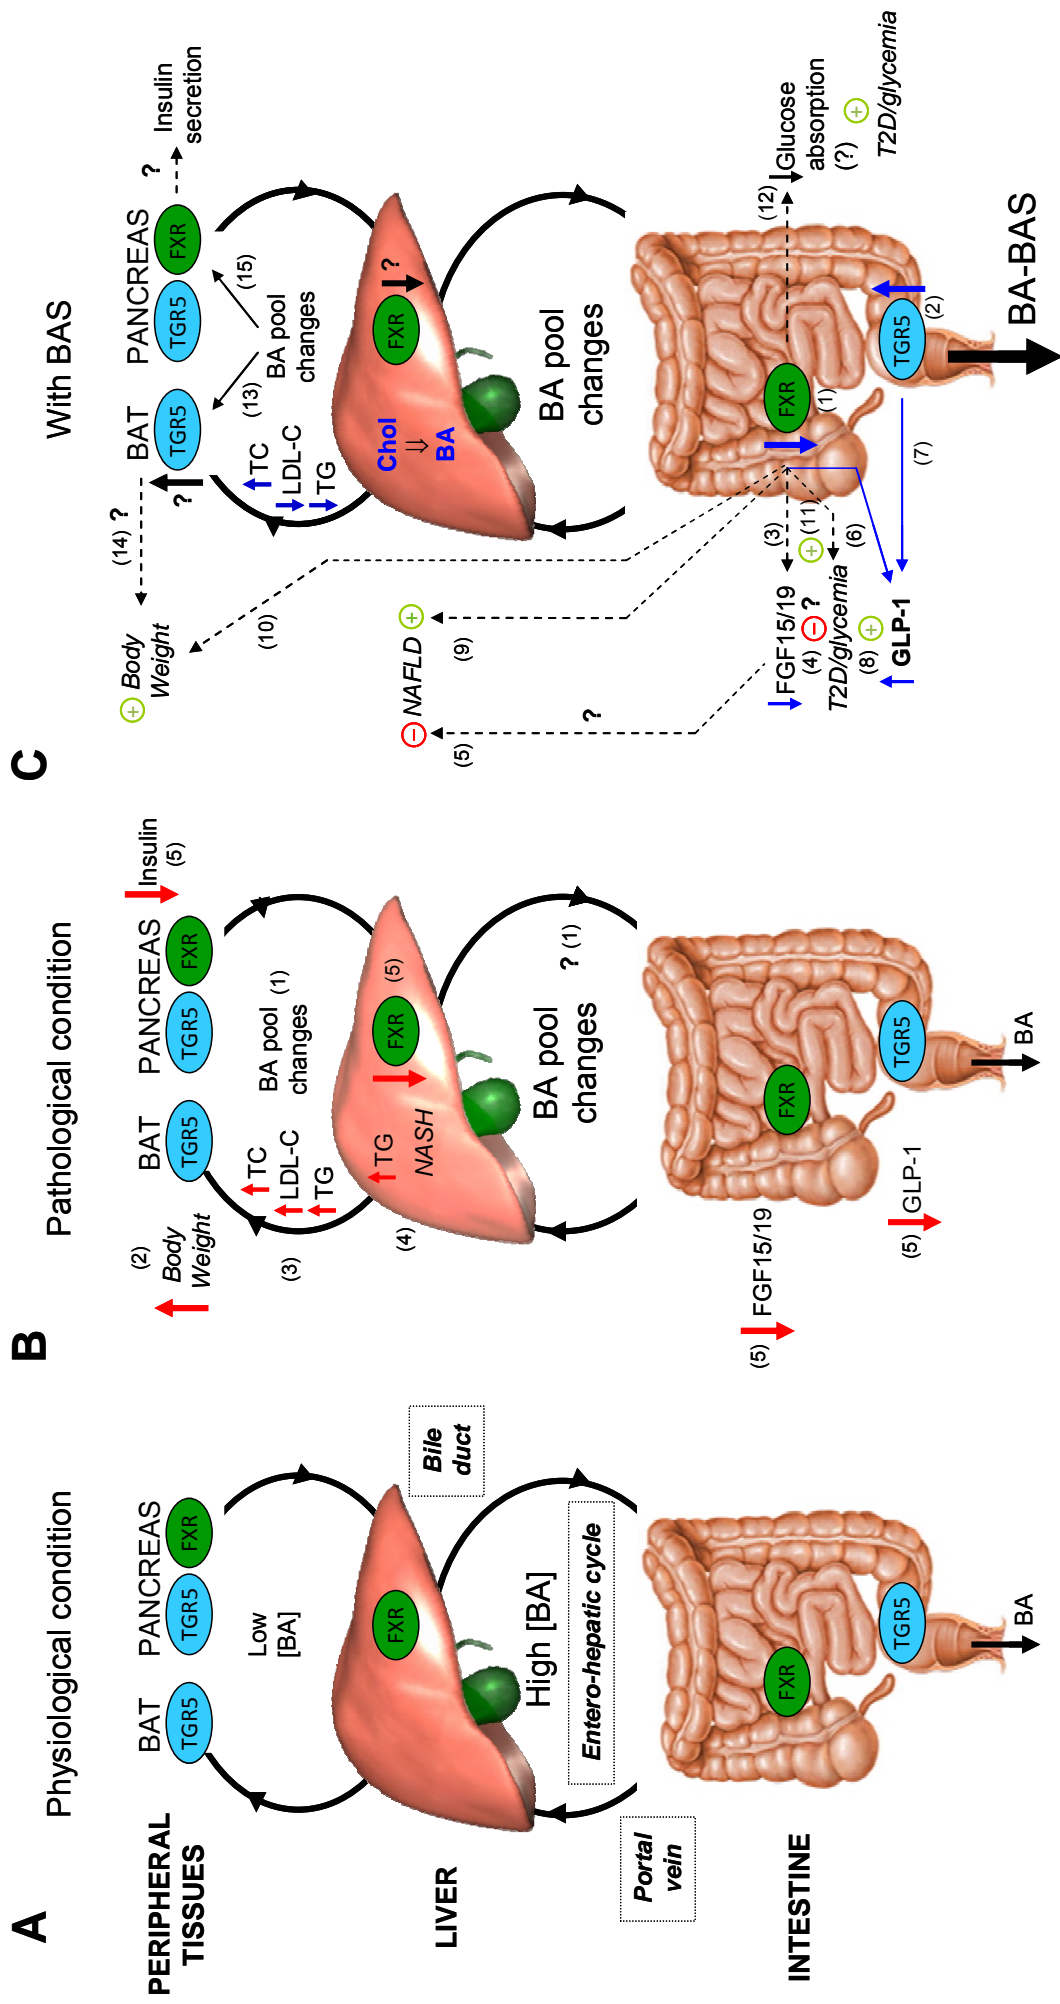 A
Physiological condition
PERIPHERAL
TISSUES
BAT
PANCREAS
TGR5
TGR5
FXR
Low
[BA]
LIVER
FXR
Bile
duct
High [BA]
Entero-hepatic cycle
Portal
vein
INTESTINE
FXR
TGR5
BA
B
Pathological condition
(2)
Body
Weight
BAT
PANCREAS
TGR5
TGR5
FXR
Insulin
(5)
TC
LDL-C
TG
(3)
BA pool
changes
(1)
(4)
TG
NASH
FXR
(5)
BA pool
changes
? (1)
(5)
FGF15/19
FXR
(5)
GLP-1
TGR5
BA
C
With BAS
+ Body
Weight
(14) ?
?
BAT
PANCREAS
TGR5
TGR5
FXR
?
Insulin
secretion
(13)
(15)
BA pool
changes
TC
LDL-C
TG
(10)
Chol
⇓
BA
FXR
?
− NAFLD +
(5)
(9)
?
BA pool
changes
FGF15/19
(3)
(4) − ?
+ (11)
T2D/glycemia
(8) +
(6)
GLP-1
(7)
FXR
(1)
TGR5
(2)
(12)
Glucose
absorption
(?) +
T2D/glycemia
BA-BAS